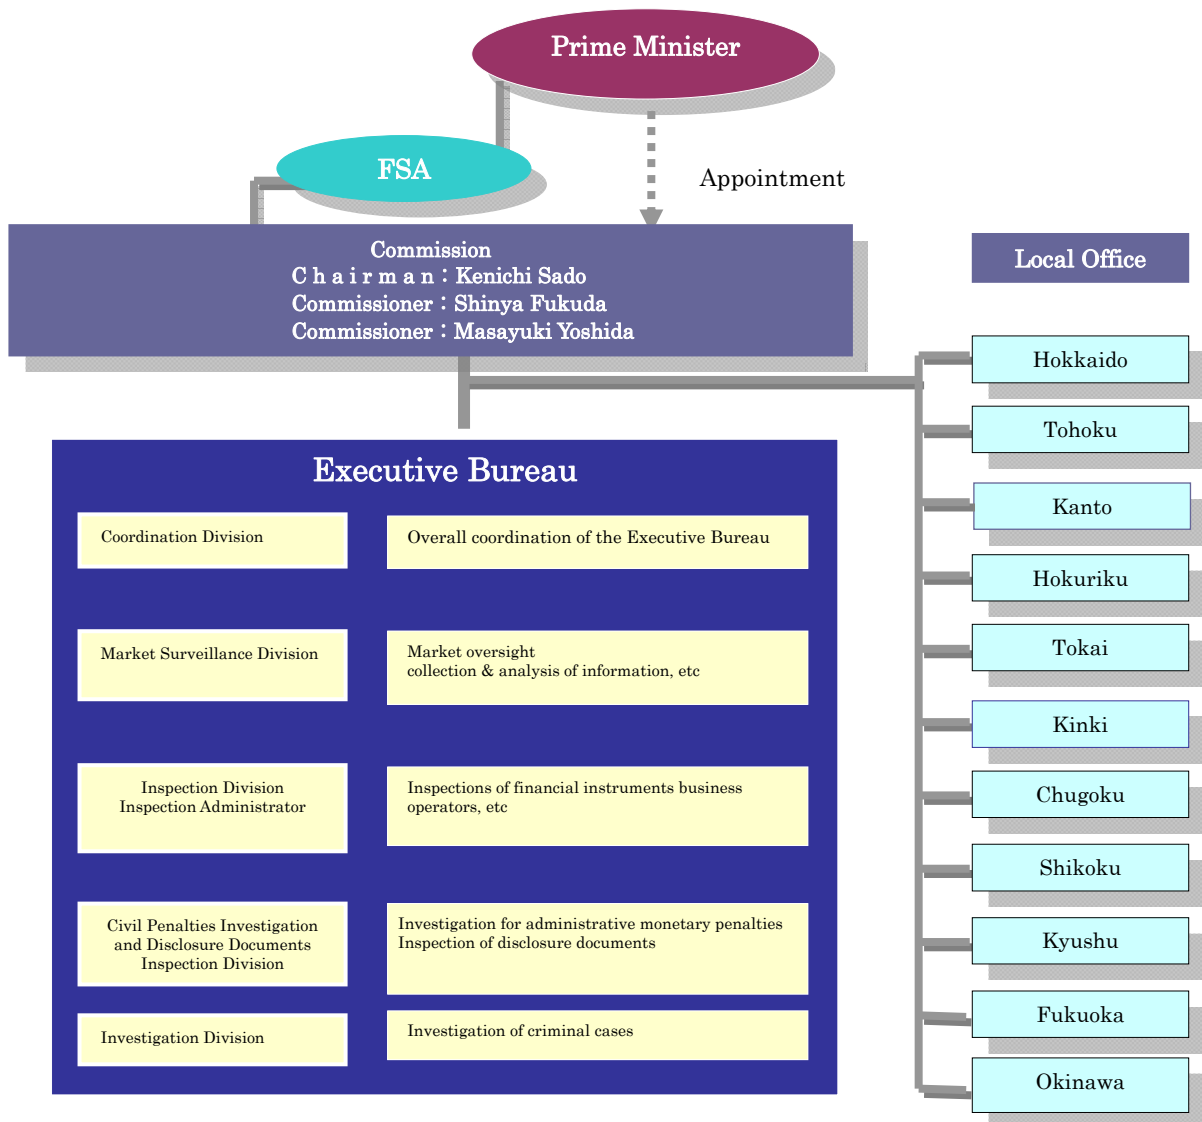 Prime Minister
FSA
Appointment
Commission
C h a i r m a n：Kenichi Sado
Commissioner：Shinya Fukuda
Commissioner：Masayuki Yoshida
Executive Bureau
Coordination Division
Overall coordination of the Executive Bureau
Market Surveillance Division
Market oversight
collection & analysis of information, etc
Inspection Division
Inspection Administrator
Inspections of financial instruments business
operators, etc
Civil Penalties Investigation
and Disclosure Documents
Inspection Division
Investigation for administrative monetary penalties
Inspection of disclosure documents
Investigation Division
Investigation of criminal cases
Local Office
Hokkaido
Tohoku
Kanto
Hokuriku
Tokai
Kinki
Chugoku
Shikoku
Kyushu
Fukuoka
Okinawa